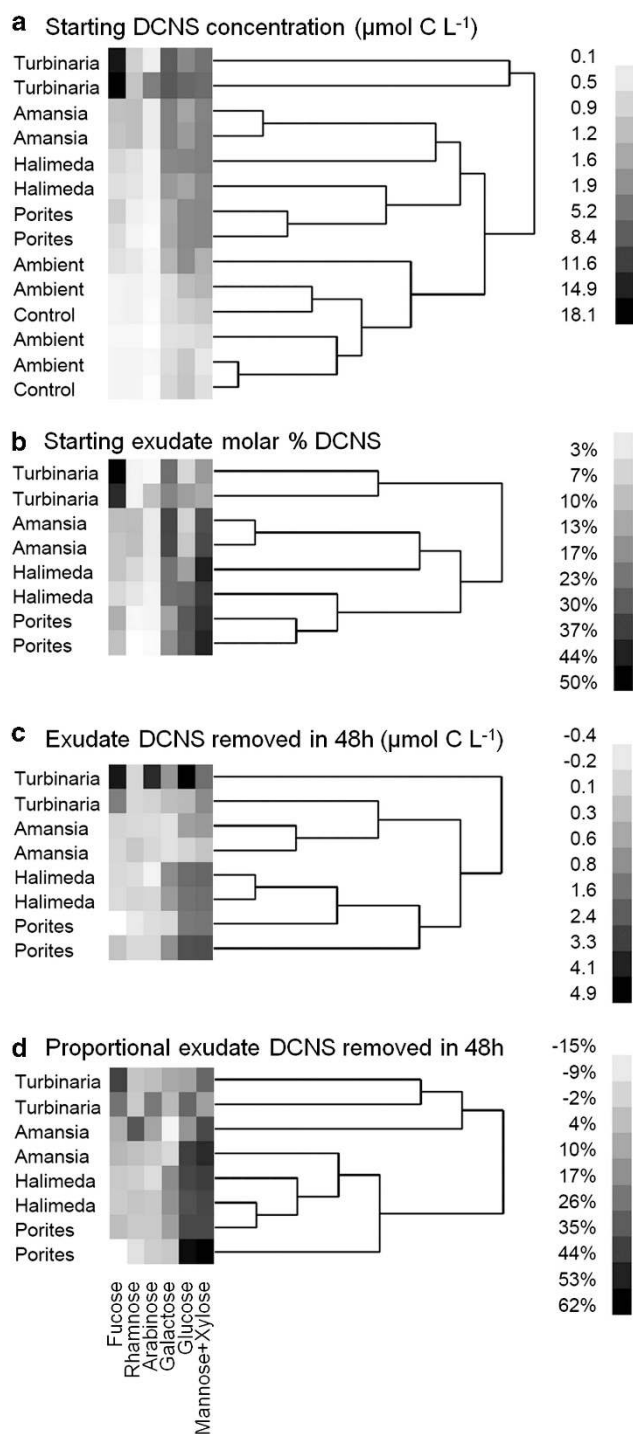 a Starting DCNS concentration (µmol C L⁻¹)
Turbinaria
Turbinaria
Amansia
Amansia
Halimeda
Halimeda
Porites
Porites
Ambient
Ambient
Control
Ambient
Ambient
Control
0.1
0.5
0.9
1.2
1.6
1.9
5.2
8.4
11.6
14.9
18.1
b Starting exudate molar % DCNS
Turbinaria
Turbinaria
Amansia
Amansia
Halimeda
Halimeda
Porites
Porites
3%
7%
10%
13%
17%
23%
30%
37%
44%
50%
c Exudate DCNS removed in 48h (µmol C L⁻¹)
Turbinaria
Turbinaria
Amansia
Amansia
Halimeda
Halimeda
Porites
Porites
-0.4
-0.2
0.1
0.3
0.6
0.8
1.6
2.4
3.3
4.1
4.9
d Proportional exudate DCNS removed in 48h
Turbinaria
Turbinaria
Amansia
Amansia
Halimeda
Halimeda
Porites
Porites
-15%
-9%
-2%
4%
10%
17%
26%
35%
44%
53%
62%
Fucose
Rhamnose
Arabinose
Galactose
Glucose
Mannose+Xylose